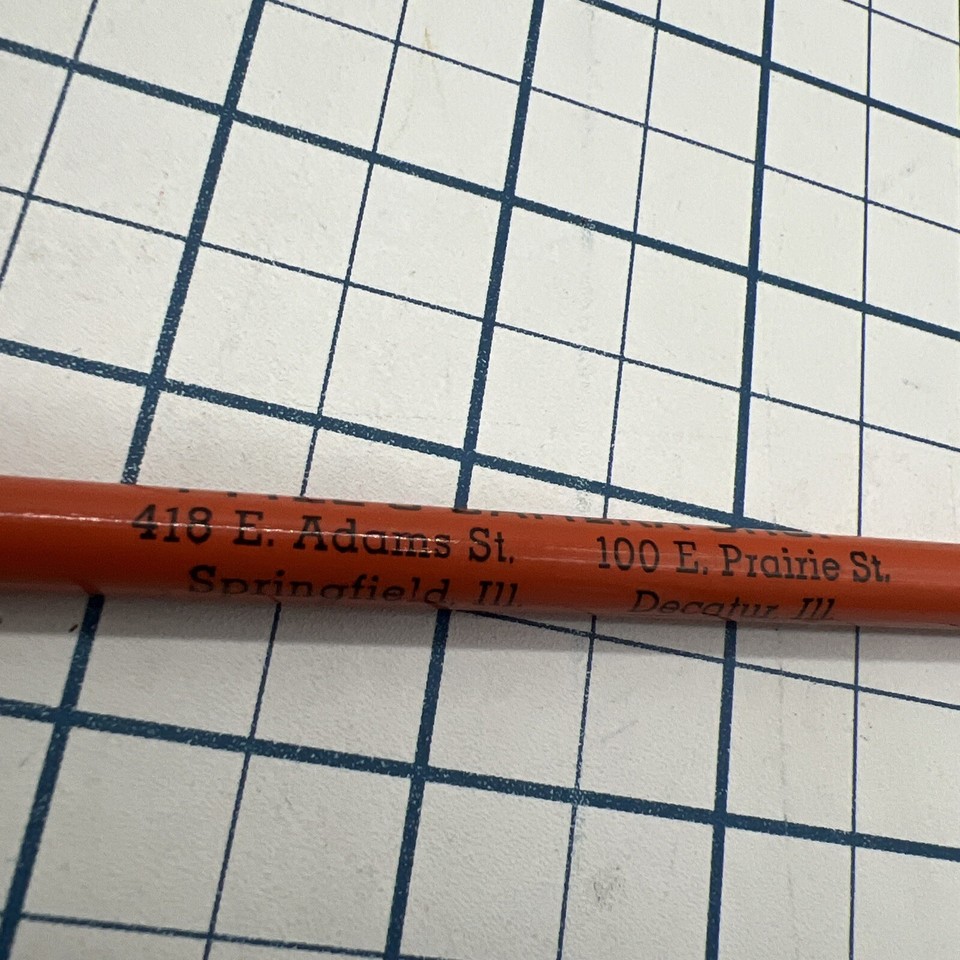 418 E. Adams St. 100 E. Prairie St.
Springfield, Ill. Decatur, Ill.